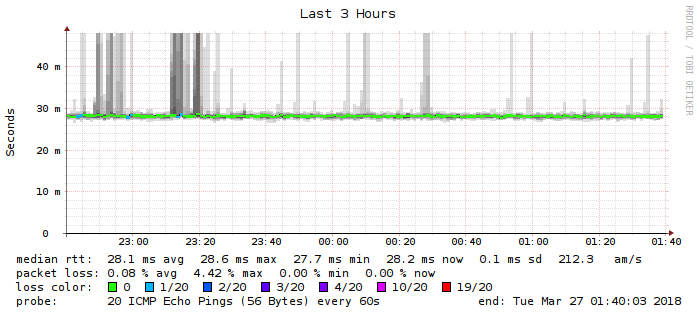 Last 3 Hours
RRDTOOL / TOBI OETIKER
Seconds
40 m
30 m
20 m
10 m
0
23:00 23:20 23:40 00:00 00:20 00:40 01:00 01:20 01:40
median rtt: 28.1 ms avg 28.6 ms max 27.7 ms min 28.2 ms now 0.1 ms sd 212.3 am/s
packet loss: 0.08 % avg 4.42 % max 0.00 % min 0.00 % now
loss color: 0 1/20 2/20 3/20 4/20 10/20 19/20
probe: 20 ICMP Echo Pings (56 Bytes) every 60s end: Tue Mar 27 01:40:03 2018